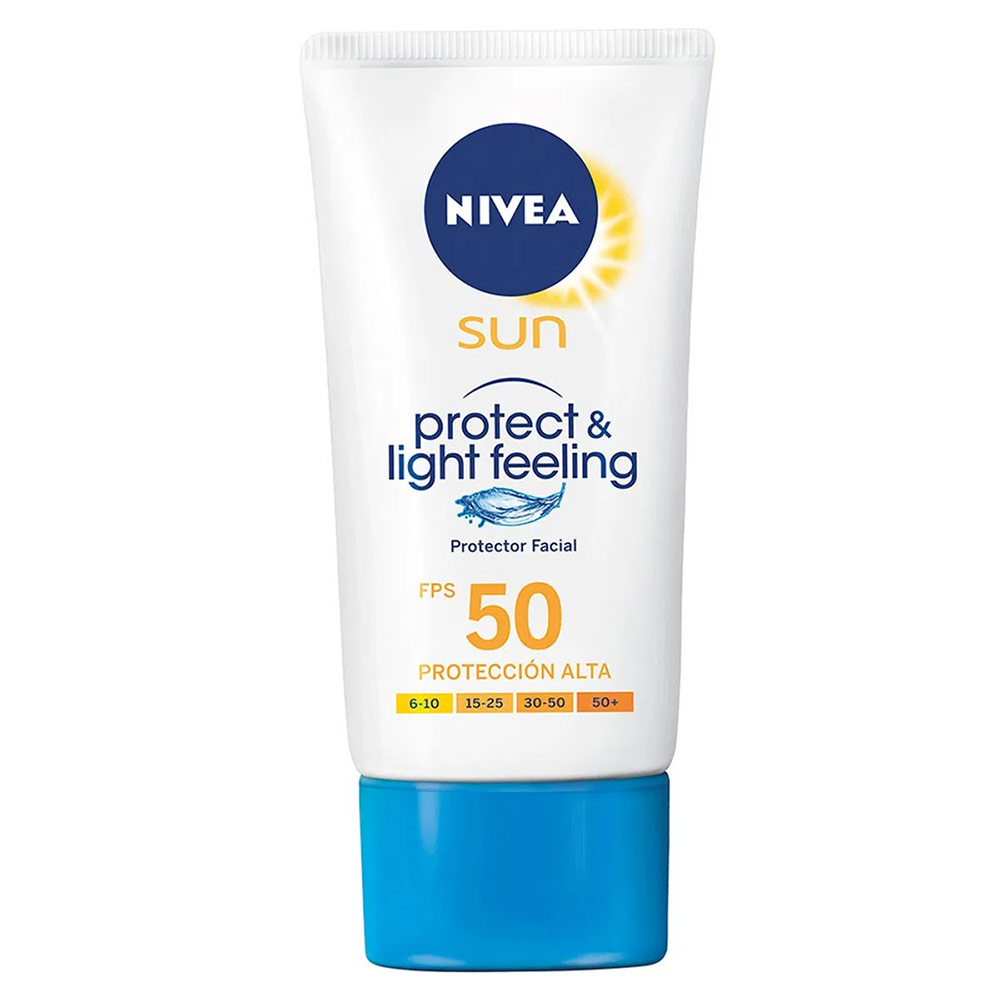 NIVEA
sun
protect &
light feeling
Protector Facial
FPS 50
PROTECCIÓN ALTA
6-10 15-25 30-50 50+